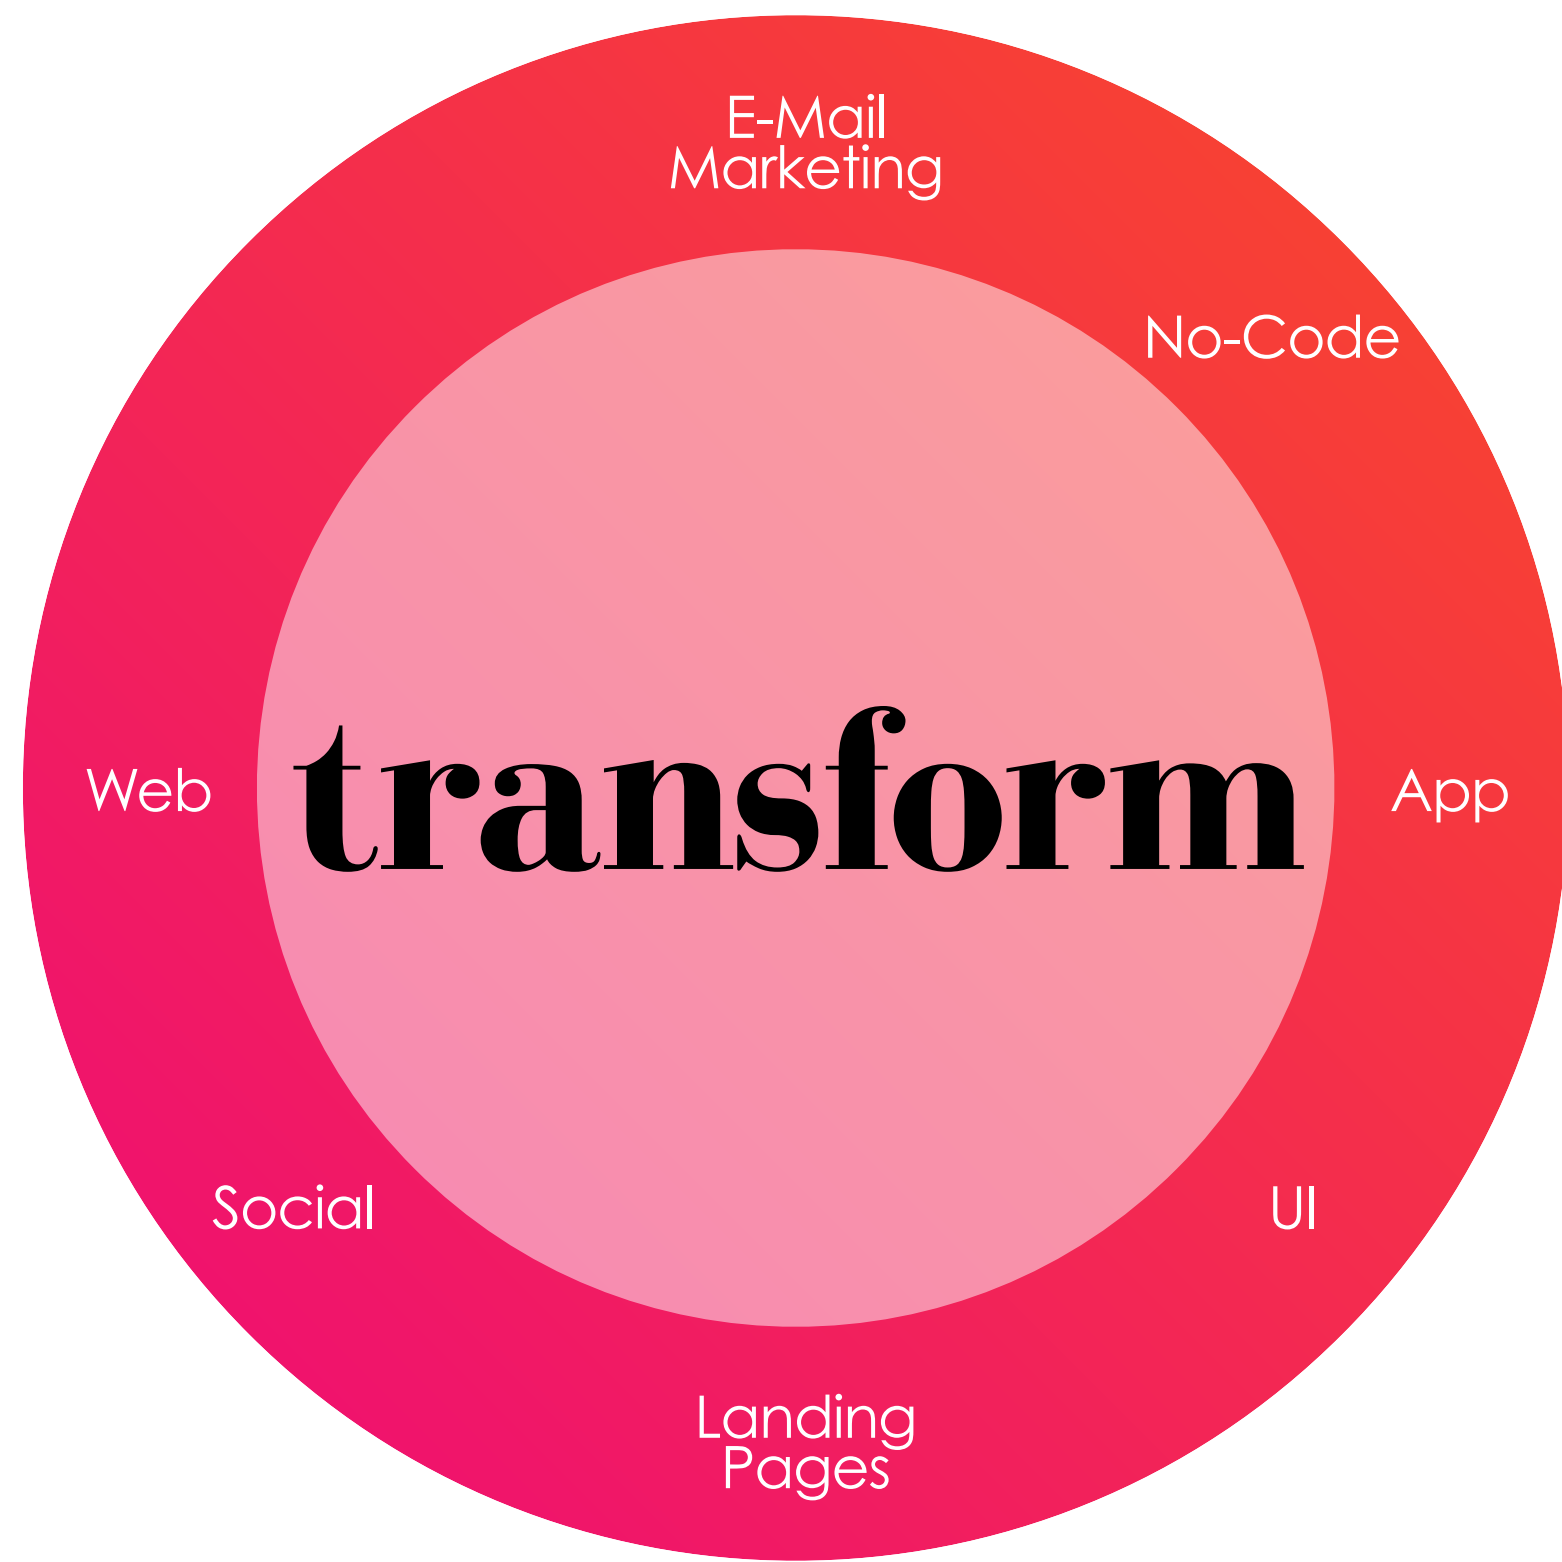 E-Mail
Marketing
No-Code
Web
transform
App
Social
UI
Landing
Pages